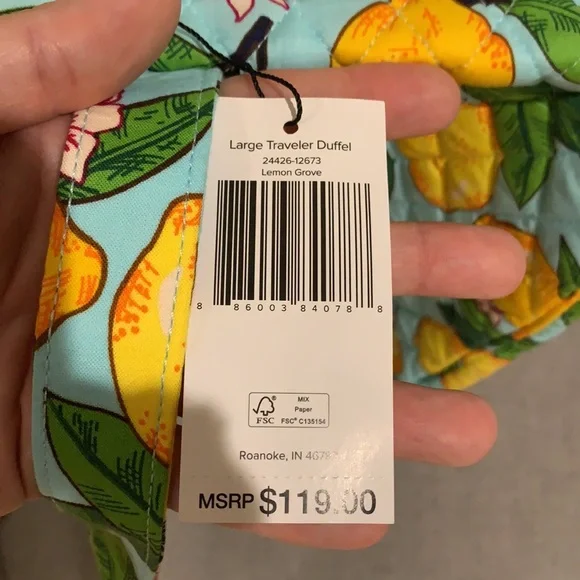 Large Traveler Duffel
24426-12673
Lemon Grove
8 86003 84078 8
FSC
MIX
Paper
FSC® C135154
Roanoke, IN
MSRP $119.00